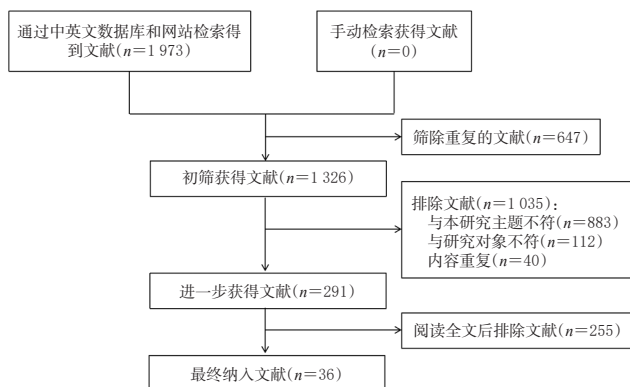 通过中英文数据库和网站检索得
到文献(n=1 973)
手动检索获得文献
(n=0)
筛除重复的文献(n=647)
初筛获得文献(n=1 326)
排除文献(n=1 035):
与本研究主题不符(n=883)
与研究对象不符(n=112)
内容重复(n=40)
进一步获得文献(n=291)
阅读全文后排除文献(n=255)
最终纳入文献(n=36)